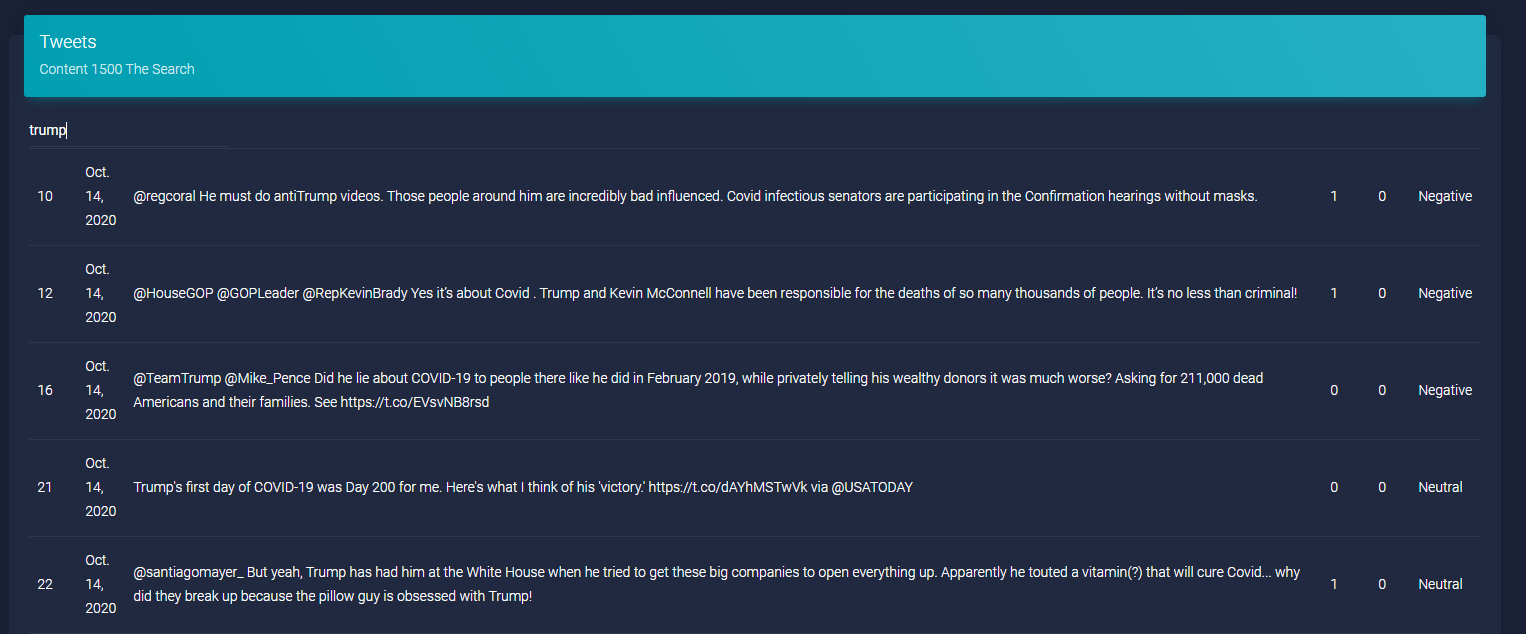 Tweets
Content 1500 The Search
trump
Oct.
10 14, @regcoral He must do antiTrump videos. Those people around him are incredibly bad influenced. Covid infectious senators are participating in the Confirmation hearings without masks. 1 0 Negative
2020
Oct.
12 14, @HouseGOP @GOPLeader @RepKevinBrady Yes it’s about Covid . Trump and Kevin McConnell have been responsible for the deaths of so many thousands of people. It’s no less than criminal! 1 0 Negative
2020
Oct.
@TeamTrump @Mike_Pence Did he lie about COVID-19 to people there like he did in February 2019, while privately telling his wealthy donors it was much worse? Asking for 211,000 dead
16 14, 0 0 Negative
Americans and their families. See https://t.co/EVsvNB8rsd
2020
Oct.
21 14, Trump's first day of COVID-19 was Day 200 for me. Here's what I think of his 'victory.' https://t.co/dAYhMSTwVk via @USATODAY 0 0 Neutral
2020
Oct.
@santiagomayer_ But yeah, Trump has had him at the White House when he tried to get these big companies to open everything up. Apparently he touted a vitamin(?) that will cure Covid... why
22 14, 1 0 Neutral
did they break up because the pillow guy is obsessed with Trump!
2020